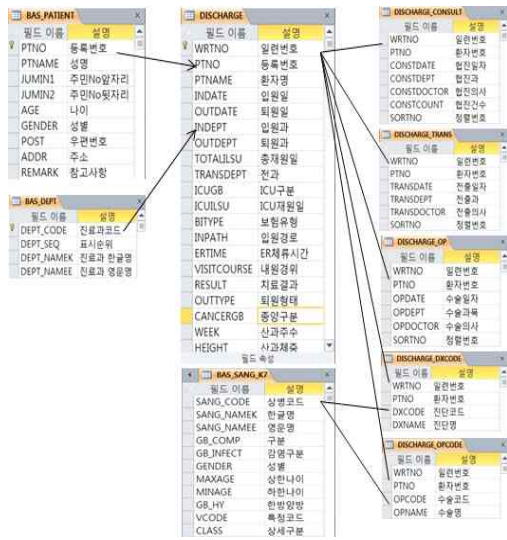 BAS_PATIENT
필드 이름 설명
PTNO 등록번호
PTNAME 성명
JUMIN1 주민No앞자리
JUMIN2 주민No뒷자리
AGE 나이
GENDER 성별
POST 우편번호
ADDR 주소
REMARK 참고사항
BAS_DEPT
필드 이름 설명
DEPT_CODE 진료과코드
DEPT_SEQ 표시순위
DEPT_NAMEK 진료과 한글명
DEPT_NAMEE 진료과 영문명
DISCHARGE
필드 이름 설명
WRTNO 일련번호
PTNO 등록번호
PTNAME 환자명
INDATE 입원일
OUTDATE 퇴원일
INDEPT 입원과
OUTDEPT 퇴원과
TOTALILSU 총재원일
TRANSDEPT 전과
ICUGB ICU구분
ICUILSU ICU재원일
BITYPE 보험유형
INPATH 입원경로
ERTIME ER체류시간
VISITCOURSE 내원경위
RESULT 치료결과
OUTTYPE 퇴원형태
CANCERGB 종양구분
WEEK 산과주수
HEIGHT 산과체중
필드 속성
BAS_SANG_K7
필드 이름 설명
SANG_CODE 상병코드
SANG_NAMEK 한글명
SANG_NAMEE 영문명
GB_COMP 구분
GB_INFECT 감염구분
GENDER 성별
MAXAGE 상한나이
MINAGE 하한나이
GB_HY 한방양방
VCODE 특정코드
CLASS 상세구분
DISCHARGE_CONSULT
필드 이름 설명
WRTNO 일련번호
PTNO 환자번호
CONSTDATE 협진일자
CONSTDEPT 협진과
CONSTDOCTOR 협진의사
CONSTCOUNT 협진건수
SORTNO 정렬번호
DISCHARGE_TRANS
필드 이름 설명
WRTNO 일련번호
PTNO 환자번호
TRANSDATE 전출일자
TRANSDEPT 전출과
TRANSDOCTOR 전출의사
SORTNO 정렬번호
DISCHARGE_OP
필드 이름 설명
WRTNO 일련번호
PTNO 환자번호
OPDATE 수술일자
OPDEPT 수술과목
OPDOCTOR 수술의사
SORTNO 정렬번호
DISCHARGE_DXCODE
필드 이름 설명
WRTNO 일련번호
PTNO 환자번호
DXCODE 진단코드
DXNAME 진단명
DISCHARGE_OPCODE
필드 이름 설명
WRTNO 일련번호
PTNO 환자번호
OPCODE 수술코드
OPNAME 수술명